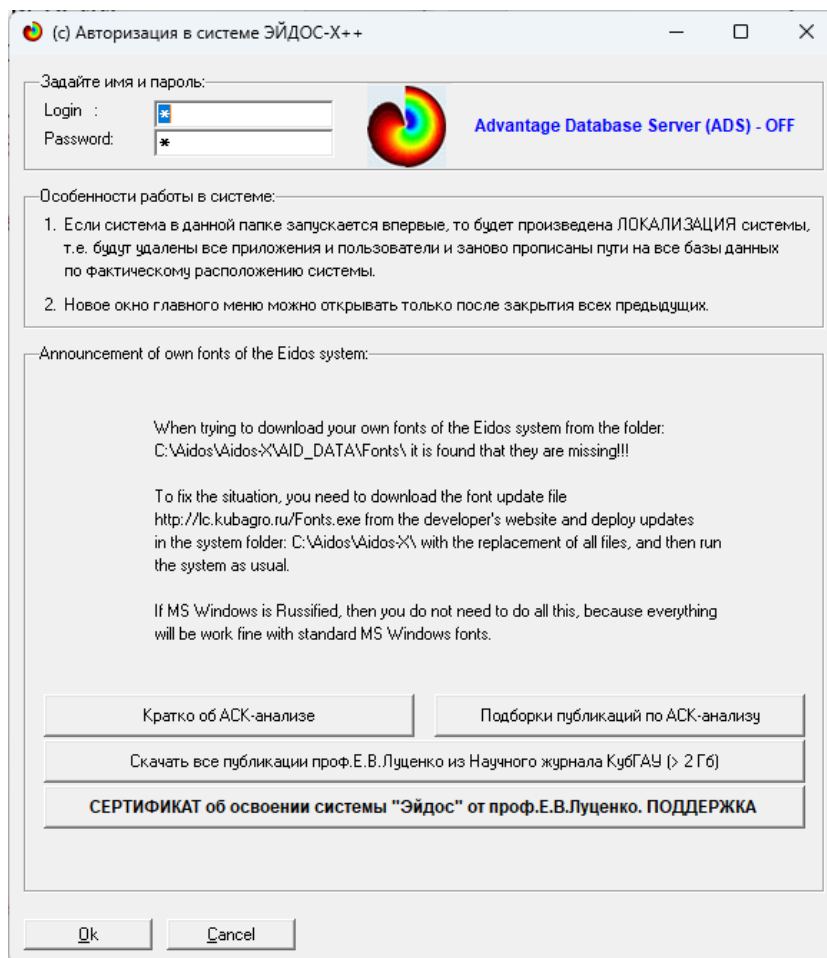 (c) Авторизация в системе ЭЙДОС-X++
Задайте имя и пароль:
Login :
*
Password:
*
Advantage Database Server (ADS) - OFF
Особенности работы в системе:
1. Если система в данной папке запускается впервые, то будет произведена ЛОКАЛИЗАЦИЯ системы,
т.е. будут удалены все приложения и пользователи и заново прописаны пути на все базы данных
по фактическому расположению системы.
2. Новое окно главного меню можно открывать только после закрытия всех предыдущих.
Announcement of own fonts of the Eidos system:
When trying to download your own fonts of the Eidos system from the folder:
C:\Aidos\Aidos-X\AID_DATA\Fonts\ it is found that they are missing!!!
To fix the situation, you need to download the font update file
http://lc.kubagro.ru/Fonts.exe from the developer's website and deploy updates
in the system folder: C:\Aidos\Aidos-X\ with the replacement of all files, and then run
the system as usual.
If MS Windows is Russified, then you do not need to do all this, because everything
will be work fine with standard MS Windows fonts.
Кратко об АСК-анализе
Подборки публикаций по АСК-анализу
Скачать все публикации проф.Е.В.Луценко из Научного журнала КубГАУ (> 2 Гб)
СЕРТИФИКАТ об освоении системы "Эйдос" от проф.Е.В.Луценко. ПОДДЕРЖКА
Ok
Cancel